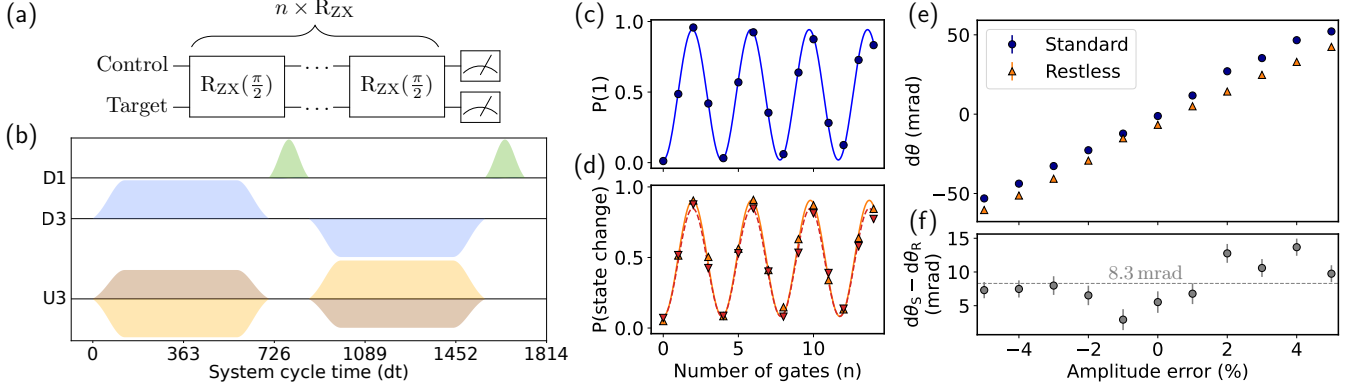 (a)
n × R_ZX
Control
Target
R_ZX(π/2)
...
R_ZX(π/2)
...
(b)
D1
D3
U3
0 363 726 1089 1452 1814
System cycle time (dt)
(c)
P(1)
1.0
0.5
0.0
(d)
P(state change)
1.0
0.5
0.0
0 5 10
Number of gates (n)
(e)
dθ (mrad)
50
0
−50
Standard
Restless
(f)
dθ_S − dθ_R
(mrad)
15
10
5
8.3 mrad
−4 −2 0 2 4
Amplitude error (%)